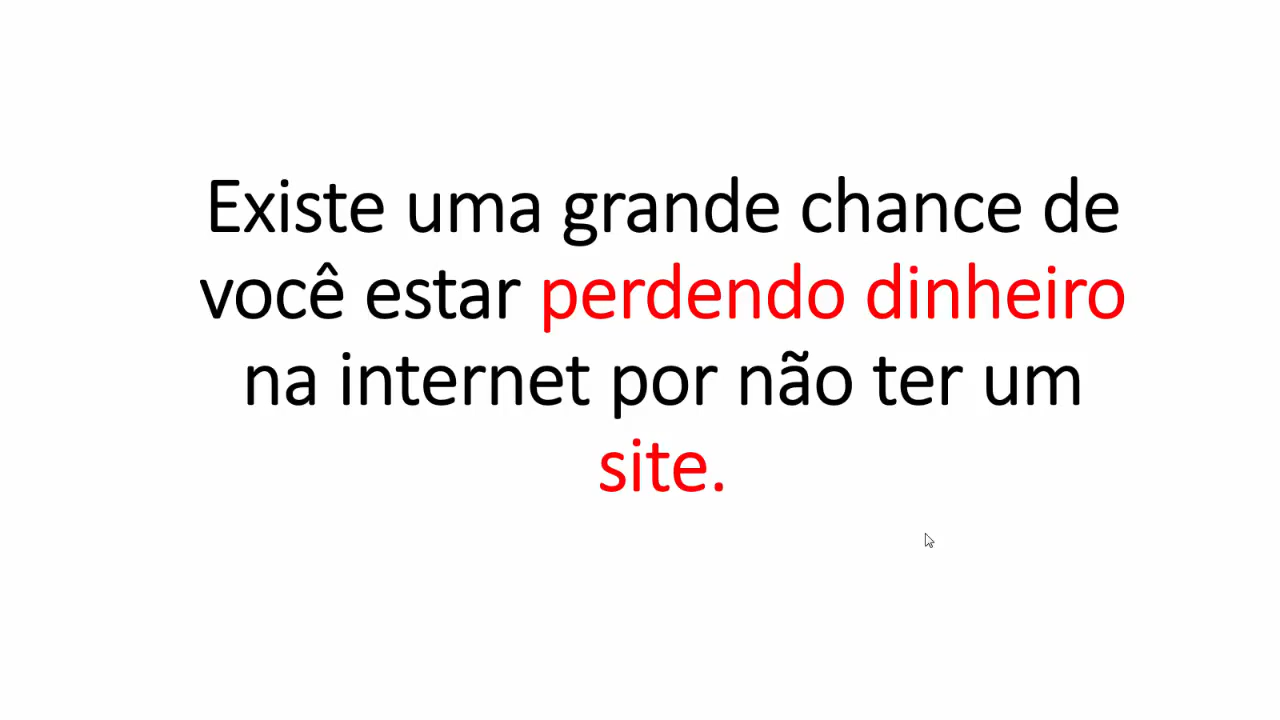 Existe uma grande chance de
você estar perdendo dinheiro
na internet por não ter um
site.